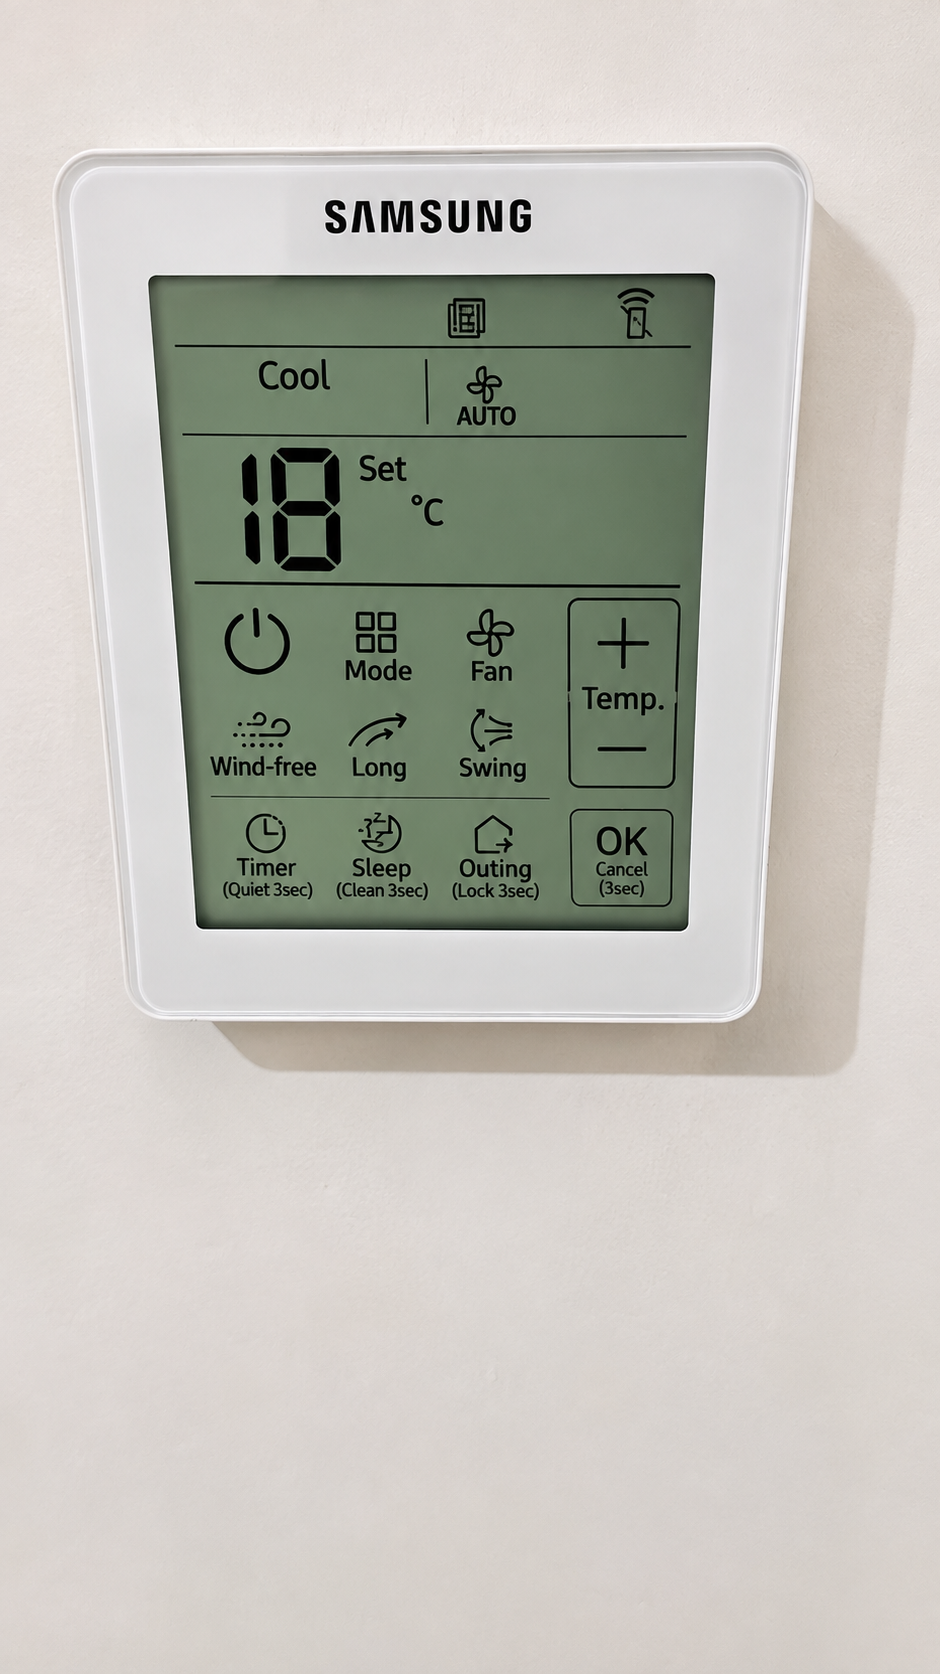 SAMSUNG
Cool
AUTO
18 Set °C
Mode Fan
Temp.
Wind-free Long Swing
Timer Sleep Outing
(Quiet 3sec) (Clean 3sec) (Lock 3sec)
OK
Cancel
(3sec)